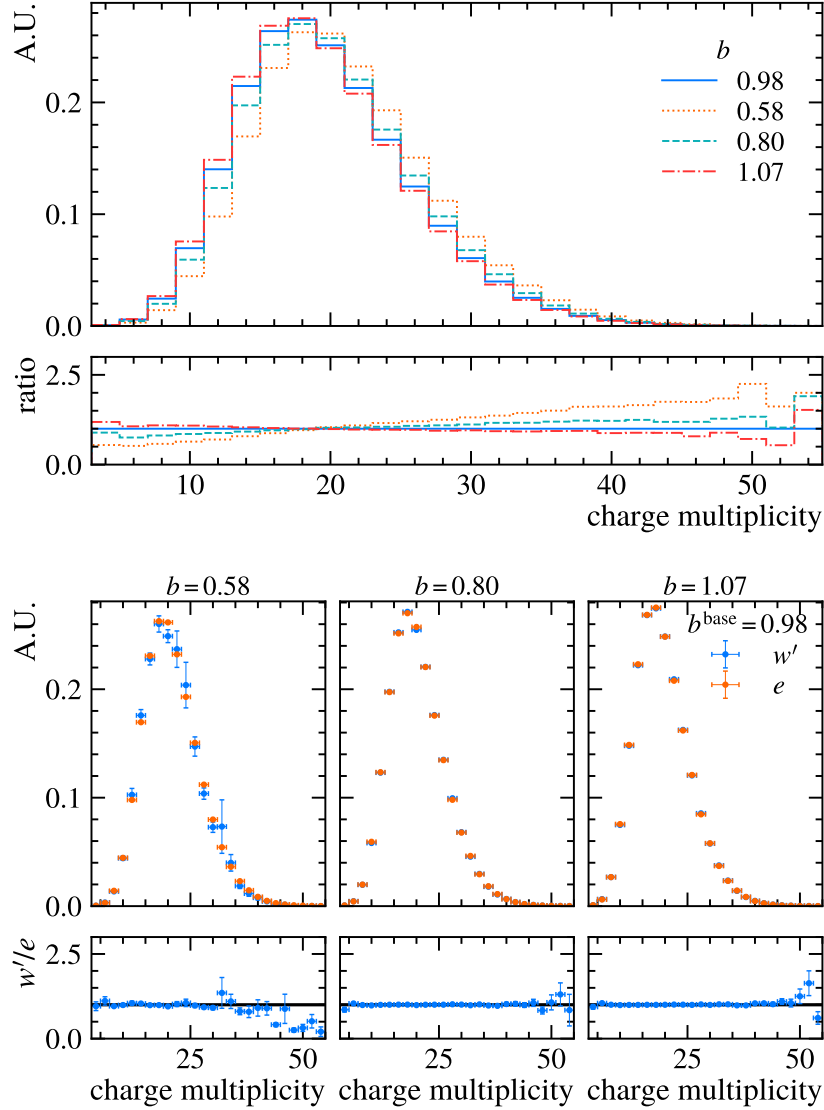 A.U.
b
0.98
0.58
0.80
1.07
0.2
0.1
0.0
ratio
2.5
0.0
10 20 30 40 50
charge multiplicity
b = 0.58 b = 0.80 b = 1.07
A.U.
b^base = 0.98
w′
e
0.2
0.1
0.0
w′/e
2.5
0.0
25 50 25 50 25 50
charge multiplicity charge multiplicity charge multiplicity